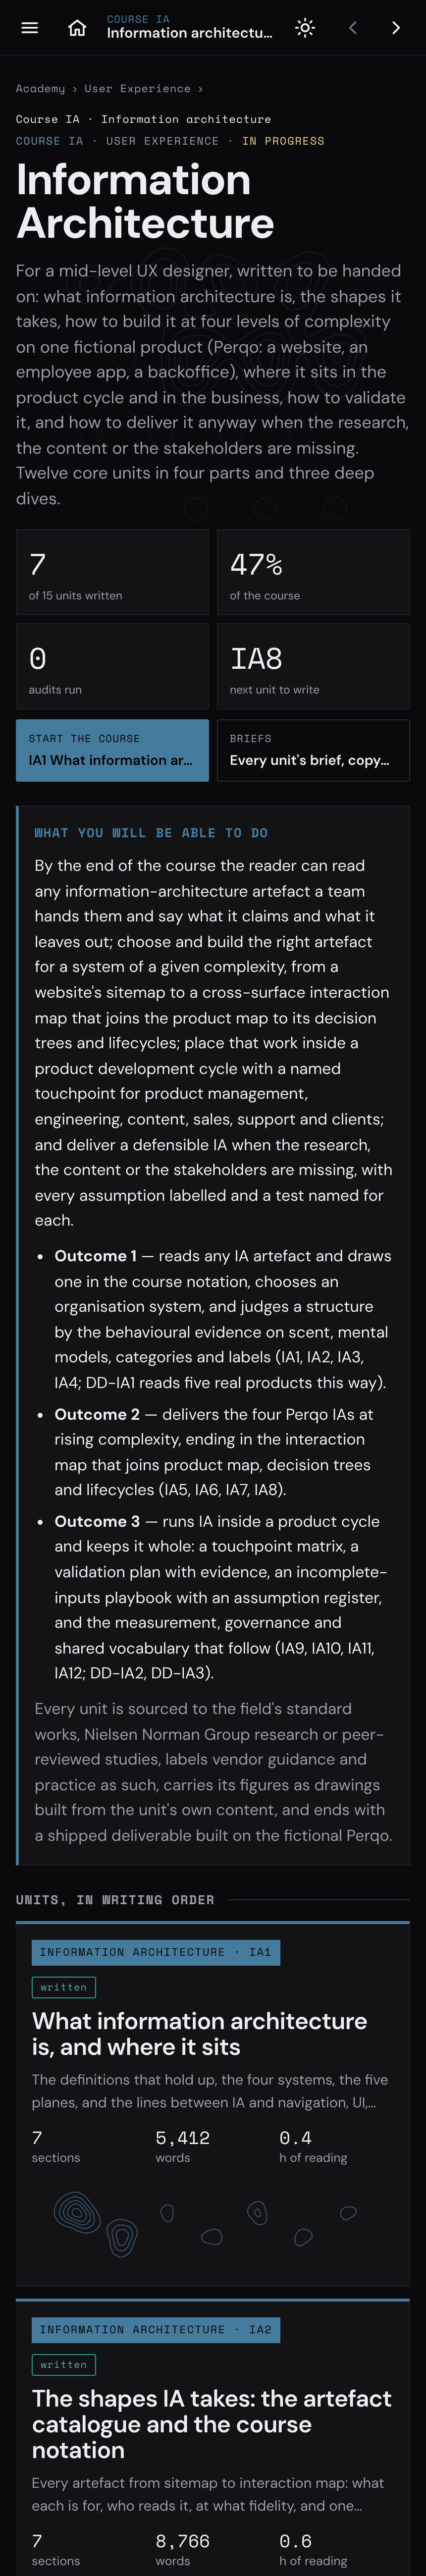 COURSE IA
Information architectu...
Academy › User Experience ›
Course IA · Information architecture
COURSE IA · USER EXPERIENCE · IN PROGRESS
Information
Architecture
For a mid-level UX designer, written to be handed
on: what information architecture is, the shapes it
takes, how to build it at four levels of complexity
on one fictional product (Perqo: a website, an
employee app, a backoffice), where it sits in the
product cycle and in the business, how to validate
it, and how to deliver it anyway when the research,
the content or the stakeholders are missing.
Twelve core units in four parts and three deep
dives.
7
of 15 units written
47%
of the course
0
audits run
IA8
next unit to write
START THE COURSE
IA1 What information ar...
BRIEFS
Every unit's brief, copy...
WHAT YOU WILL BE ABLE TO DO
By the end of the course the reader can read
any information-architecture artefact a team
hands them and say what it claims and what it
leaves out; choose and build the right artefact
for a system of a given complexity, from a
website's sitemap to a cross-surface interaction
map that joins the product map to its decision
trees and lifecycles; place that work inside a
product development cycle with a named
touchpoint for product management,
engineering, content, sales, support and clients;
and deliver a defensible IA when the research,
the content or the stakeholders are missing, with
every assumption labelled and a test named for
each.
• Outcome 1 — reads any IA artefact and draws
one in the course notation, chooses an
organisation system, and judges a structure
by the behavioural evidence on scent, mental
models, categories and labels (IA1, IA2, IA3,
IA4; DD-IA1 reads five real products this way).
• Outcome 2 — delivers the four Perqo IAs at
rising complexity, ending in the interaction
map that joins product map, decision trees
and lifecycles (IA5, IA6, IA7, IA8).
• Outcome 3 — runs IA inside a product cycle
and keeps it whole: a touchpoint matrix, a
validation plan with evidence, an incomplete-
inputs playbook with an assumption register,
and the measurement, governance and
shared vocabulary that follow (IA9, IA10, IA11,
IA12; DD-IA2, DD-IA3).
Every unit is sourced to the field's standard
works, Nielsen Norman Group research or peer-
reviewed studies, labels vendor guidance and
practice as such, carries its figures as drawings
built from the unit's own content, and ends with
a shipped deliverable built on the fictional Perqo.
UNITS, IN WRITING ORDER
INFORMATION ARCHITECTURE · IA1
written
What information architecture
is, and where it sits
The definitions that hold up, the four systems, the five
planes, and the lines between IA and navigation, UI,...
7
sections
5,412
words
0.4
h of reading
INFORMATION ARCHITECTURE · IA2
written
The shapes IA takes: the artefact
catalogue and the course
notation
Every artefact from sitemap to interaction map: what
each is for, who reads it, at what fidelity, and one...
7
sections
8,766
words
0.6
h of reading